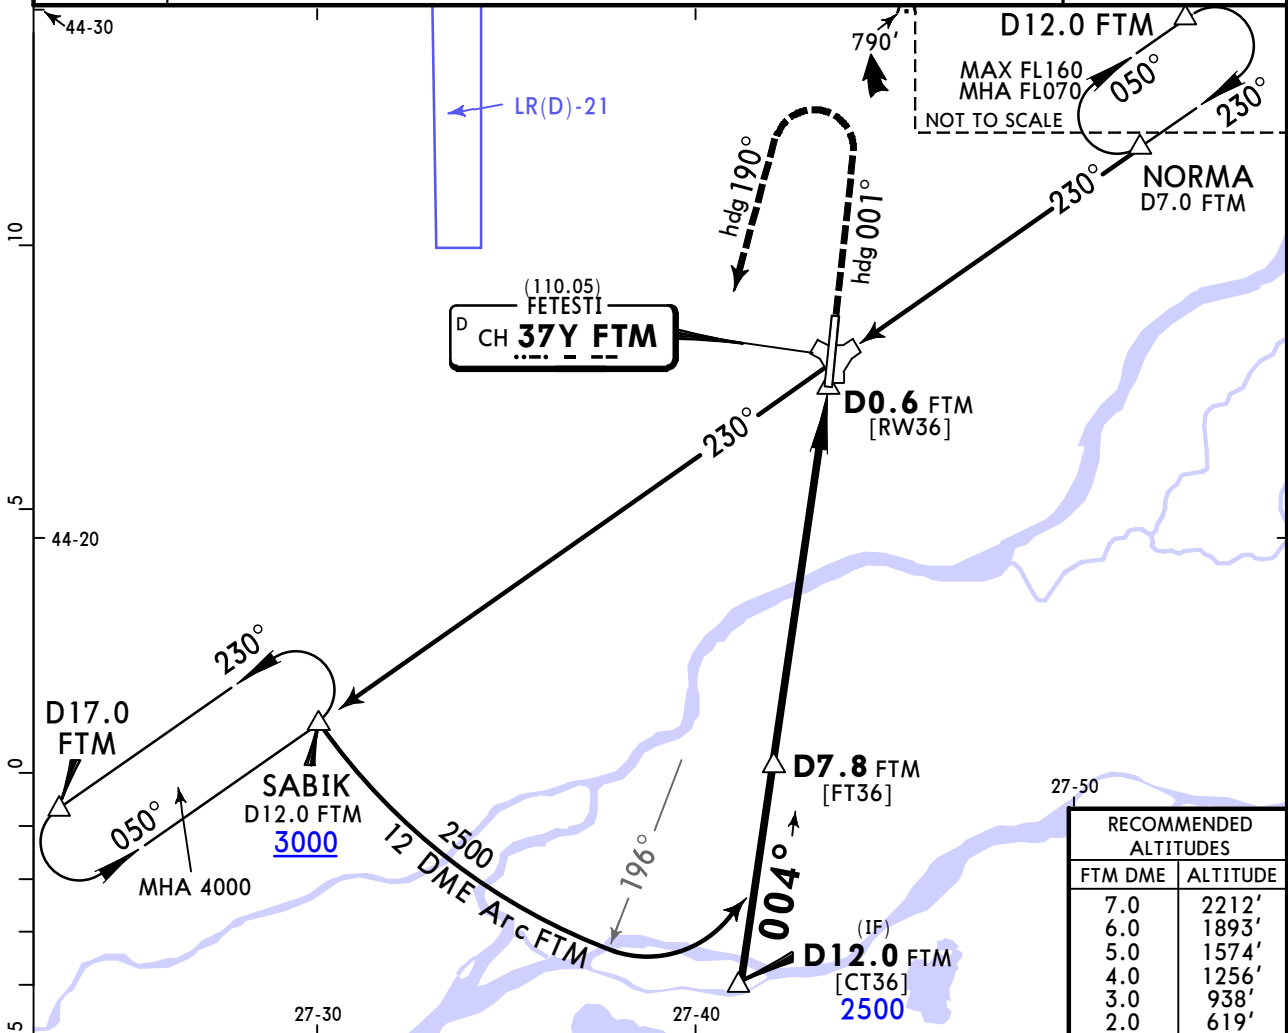 44-30
790'
D12.0 FTM
MAX FL160
MHA FL070
050°
230°
NOT TO SCALE
LR(D)-21
NORMA
D7.0 FTM
230°
hdg 190°
hdg 001°
10
(110.05)
FETESTI
D CH 37Y FTM
D0.6 FTM
[RW36]
230°
5
44-20
230°
D17.0
FTM
0
SABIK
D12.0 FTM
3000
050°
MHA 4000
2500
12 DME Arc FTM
196°
D7.8 FTM
[FT36]
004°
(IF)
D12.0 FTM
[CT36]
2500
27-50
RECOMMENDED
ALTITUDES
FTM DME ALTITUDE
7.0 2212'
6.0 1893'
5.0 1574'
4.0 1256'
3.0 938'
2.0 619'
5
27-30
27-40